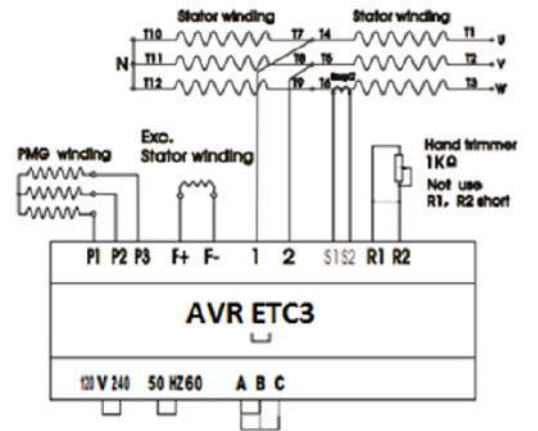 Stator winding Stator winding
T10 T7 T4 T1 U
N T11 T8 T5 T2 V
T12 T9 T6 T3 W
PMG winding
Exc.
Stator winding
Hand trimmer
1KΩ
Not use
R1, R2 short
P1 P2 P3 F+ F- 1 2 S1 S2 R1 R2
AVR ETC3
120 V 240 50 HZ 60 A B C